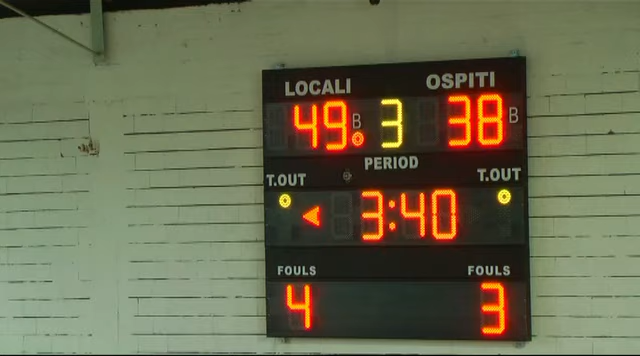 LOCALI OSPITI
49 B 3 38 B
PERIOD
T.OUT T.OUT
3:40
FOULS FOULS
4 3